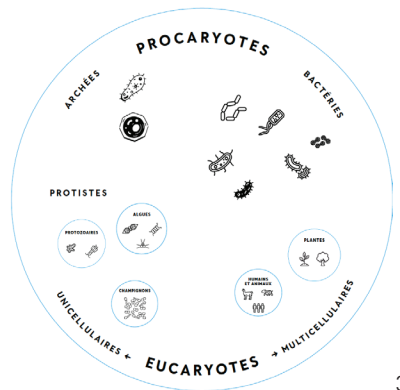 PROCARYOTES
ARCHÉES
BACTÉRIES
PROTISTES
ALGUES
PROTOZOAIRES
PLANTES
HUMAINS
ET ANIMAUX
CHAMPIGNONS
UNICELLULAIRES ←
→ MULTICELLULAIRES
EUCARYOTES